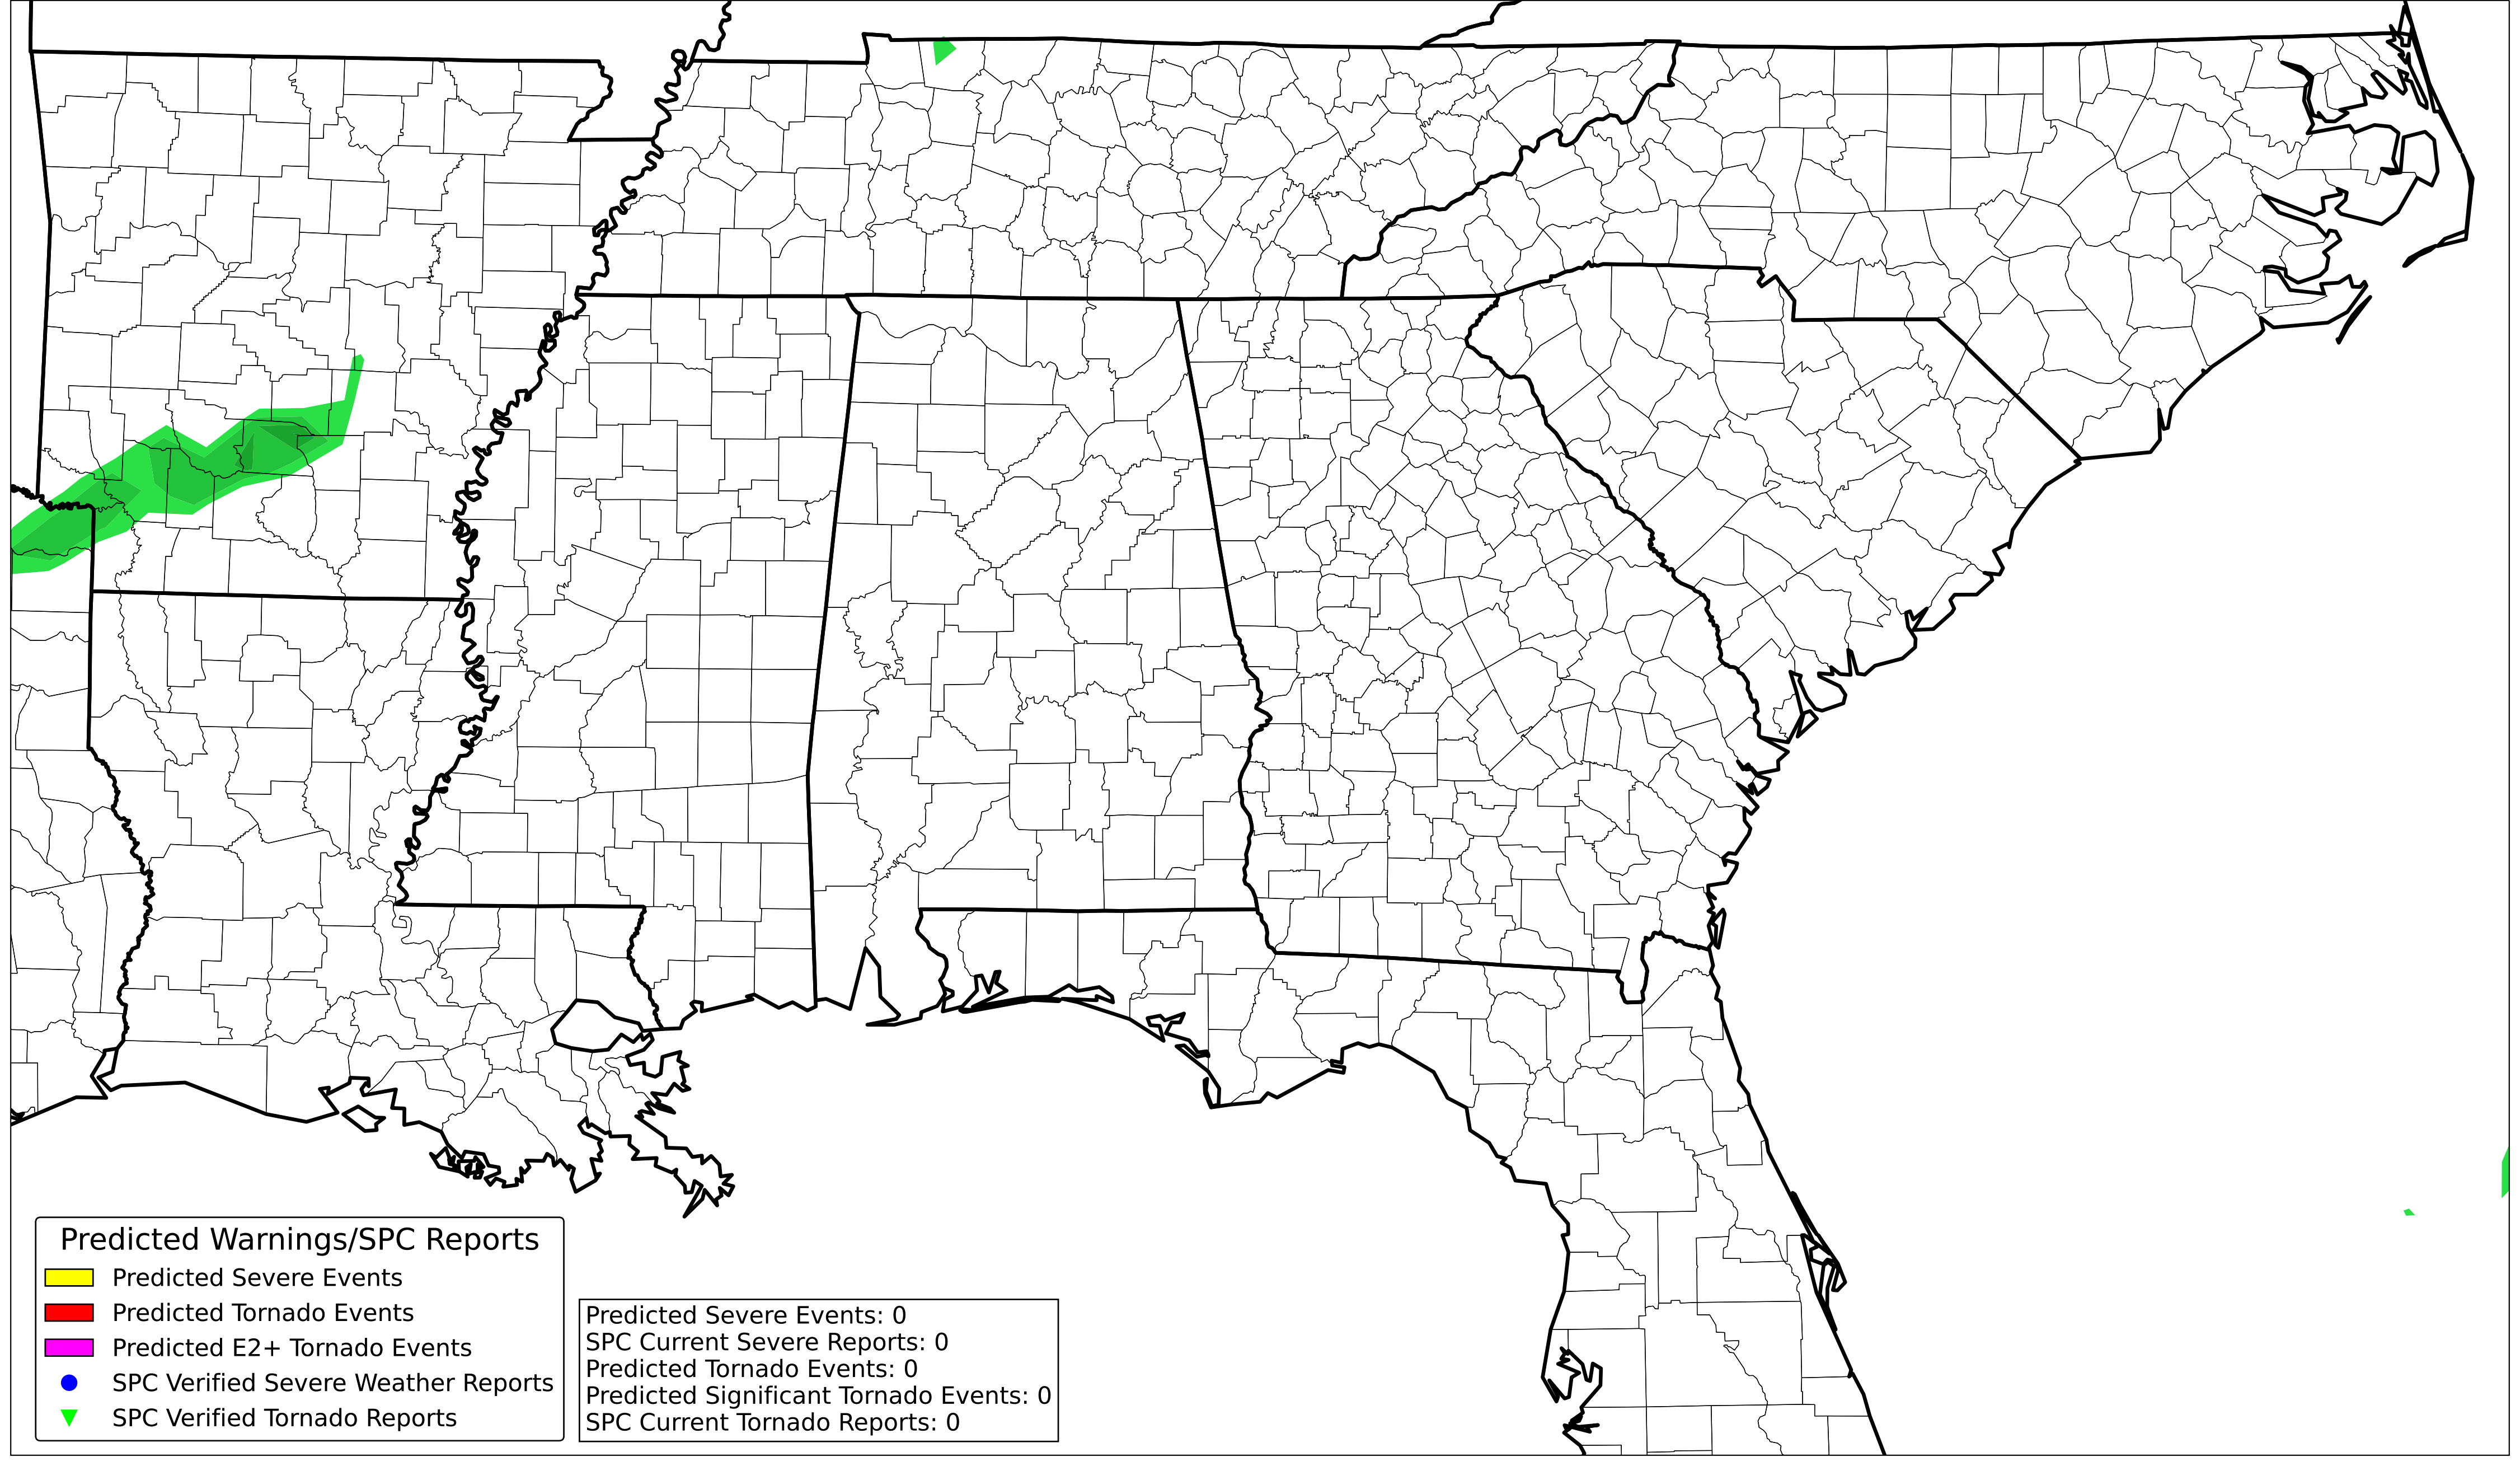 Predicted Warnings/SPC Reports
Predicted Severe Events
Predicted Tornado Events
Predicted E2+ Tornado Events
SPC Verified Severe Weather Reports
SPC Verified Tornado Reports
Predicted Severe Events: 0
SPC Current Severe Reports: 0
Predicted Tornado Events: 0
Predicted Significant Tornado Events: 0
SPC Current Tornado Reports: 0